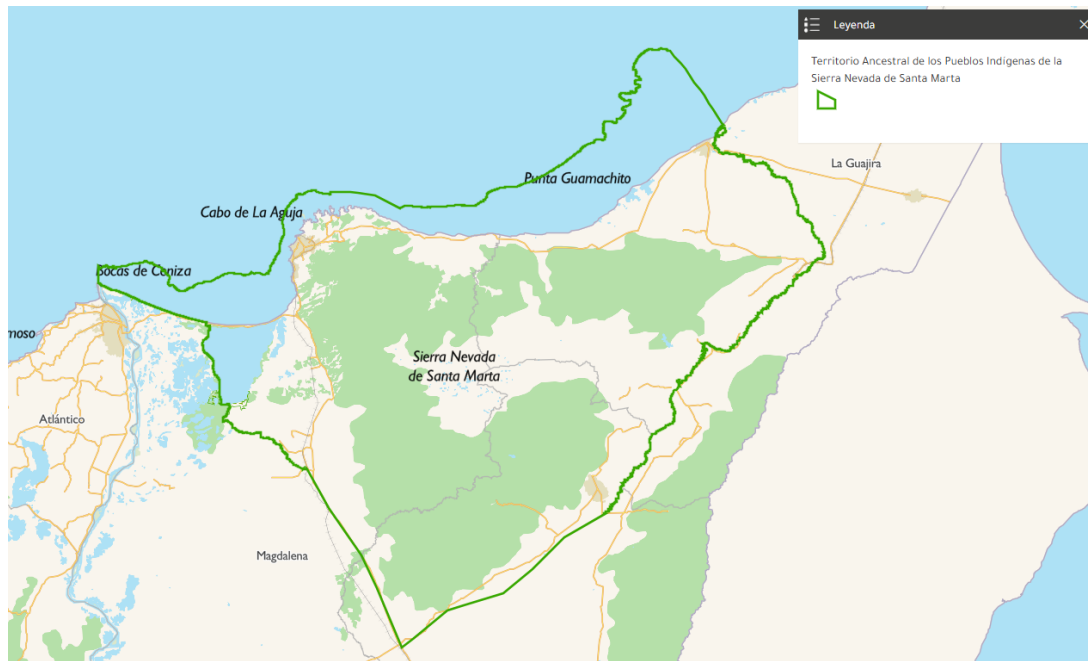 Leyenda
Territorio Ancestral de los Pueblos Indigenas de la
Sierra Nevada de Santa Marta
La Guajira
Punta Guamachito
Cabo de La Aguja
Bocas de Ceniza
moso
Sierra Nevada
de Santa Marta
Atlántico
Magdalena